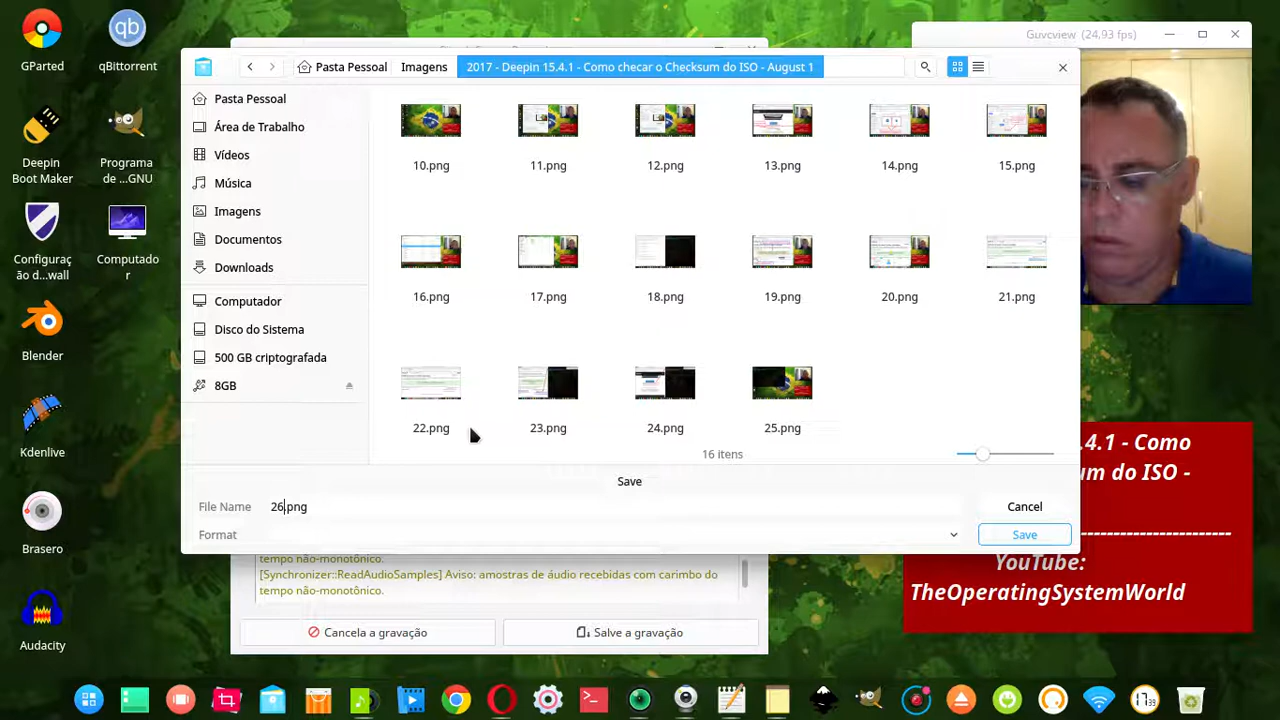 GParted
qBittorrent
Deepin
Boot Maker
Programa
de ...GNU
Configuraç
ão d...wall
Computado
r
Blender
Kdenlive
Brasero
Audacity
Guvcview (24,93 fps)
Pasta Pessoal
Imagens
2017 - Deepin 15.4.1 - Como checar o Checksum do ISO - August 1
Pasta Pessoal
Área de Trabalho
Vídeos
Música
Imagens
Documentos
Downloads
Computador
Disco do Sistema
500 GB criptografada
8GB
10.png
11.png
12.png
13.png
14.png
15.png
16.png
17.png
18.png
19.png
20.png
21.png
22.png
23.png
24.png
25.png
16 itens
Save
File Name
26.png
Cancel
Format
Save
tempo não-monotônico.
[Synchronizer::ReadAudioSamples] Aviso: amostras de áudio recebidas com carimbo do
tempo não-monotônico.
Cancela a gravação
Salve a gravação
.4.1 - Como
m do ISO -
YouTube:
TheOperatingSystemWorld
17 39